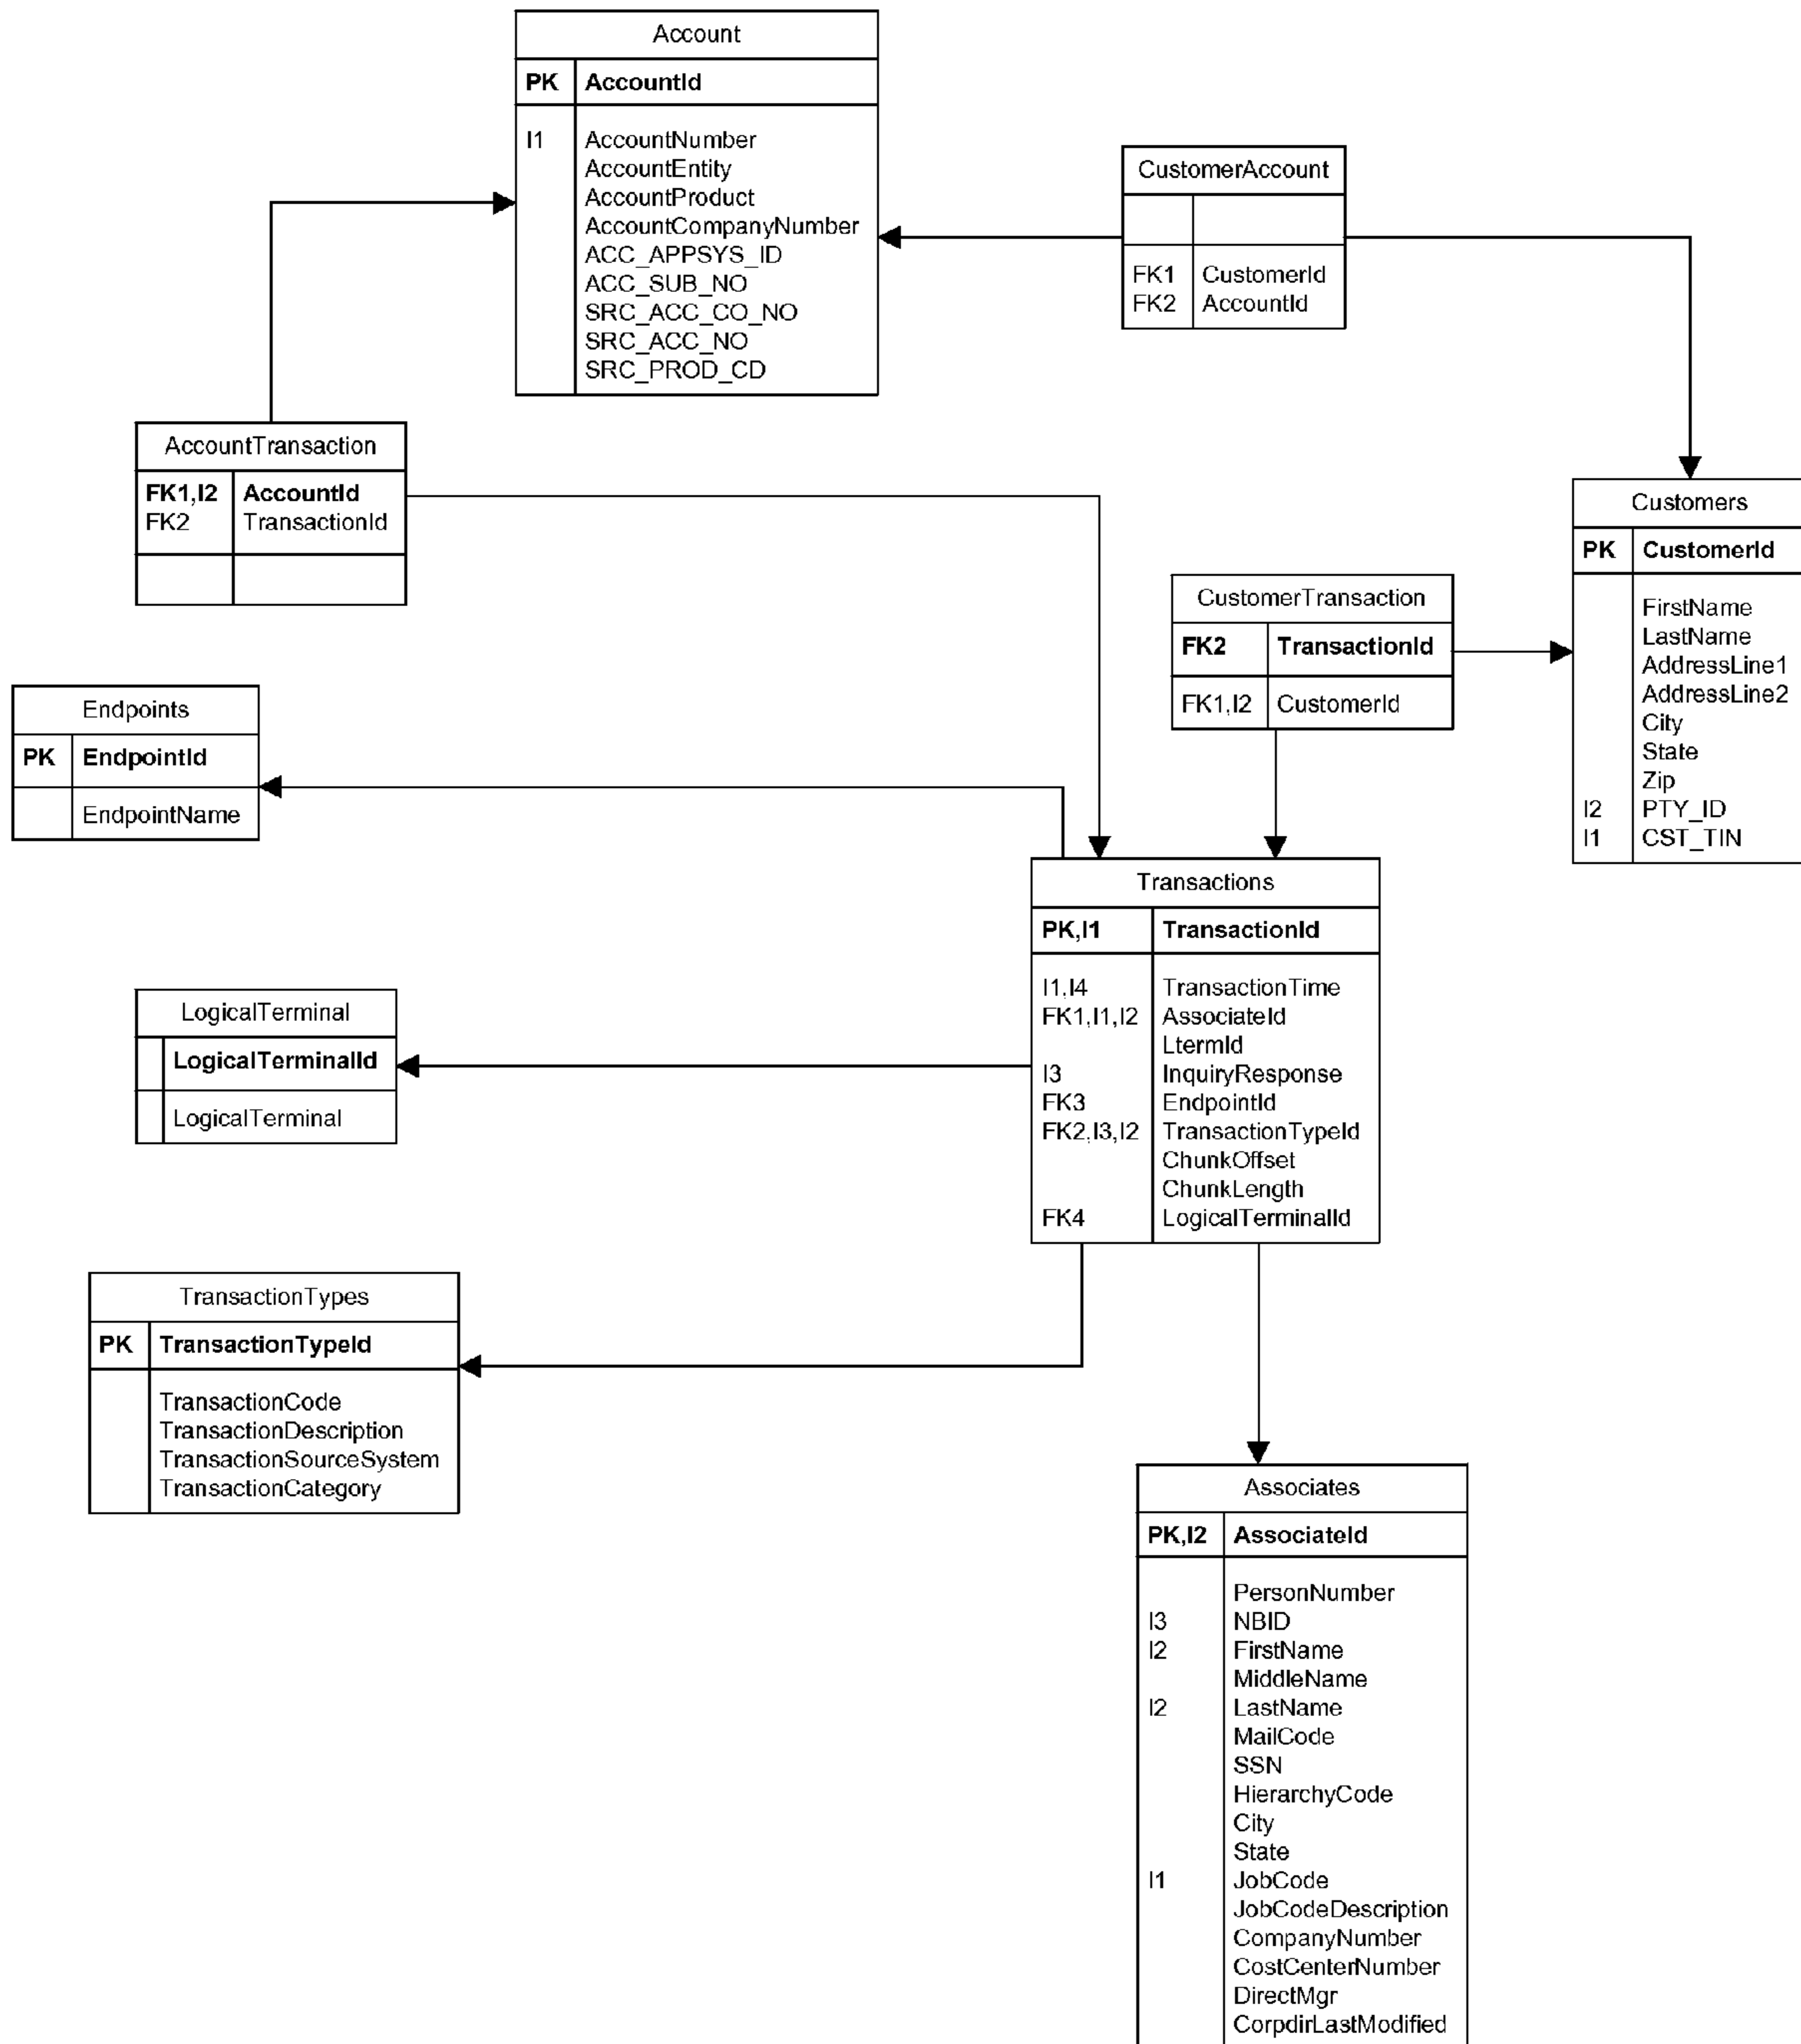 Account
PK AccountId
I1 AccountNumber
AccountEntity
AccountProduct
AccountCompanyNumber
ACC_APPSYS_ID
ACC_SUB_NO
SRC_ACC_CO_NO
SRC_ACC_NO
SRC_PROD_CD
CustomerAccount
FK1 CustomerId
FK2 AccountId
AccountTransaction
FK1,I2 AccountId
FK2 TransactionId
Customers
PK CustomerId
FirstName
LastName
AddressLine1
AddressLine2
City
State
Zip
I2 PTY_ID
I1 CST_TIN
CustomerTransaction
FK2 TransactionId
FK1,I2 CustomerId
Endpoints
PK EndpointId
EndpointName
Transactions
PK,I1 TransactionId
I1,I4 TransactionTime
FK1,I1,I2 AssociateId
LtermId
I3 InquiryResponse
FK3 EndpointId
FK2,I3,I2 TransactionTypeId
ChunkOffset
ChunkLength
FK4 LogicalTerminalId
LogicalTerminal
LogicalTerminalId
LogicalTerminal
TransactionTypes
PK TransactionTypeId
TransactionCode
TransactionDescription
TransactionSourceSystem
TransactionCategory
Associates
PK,I2 AssociateId
PersonNumber
I3 NBID
I2 FirstName
MiddleName
I2 LastName
MailCode
SSN
HierarchyCode
City
State
I1 JobCode
JobCodeDescription
CompanyNumber
CostCenterNumber
DirectMgr
CorpdirLastModified